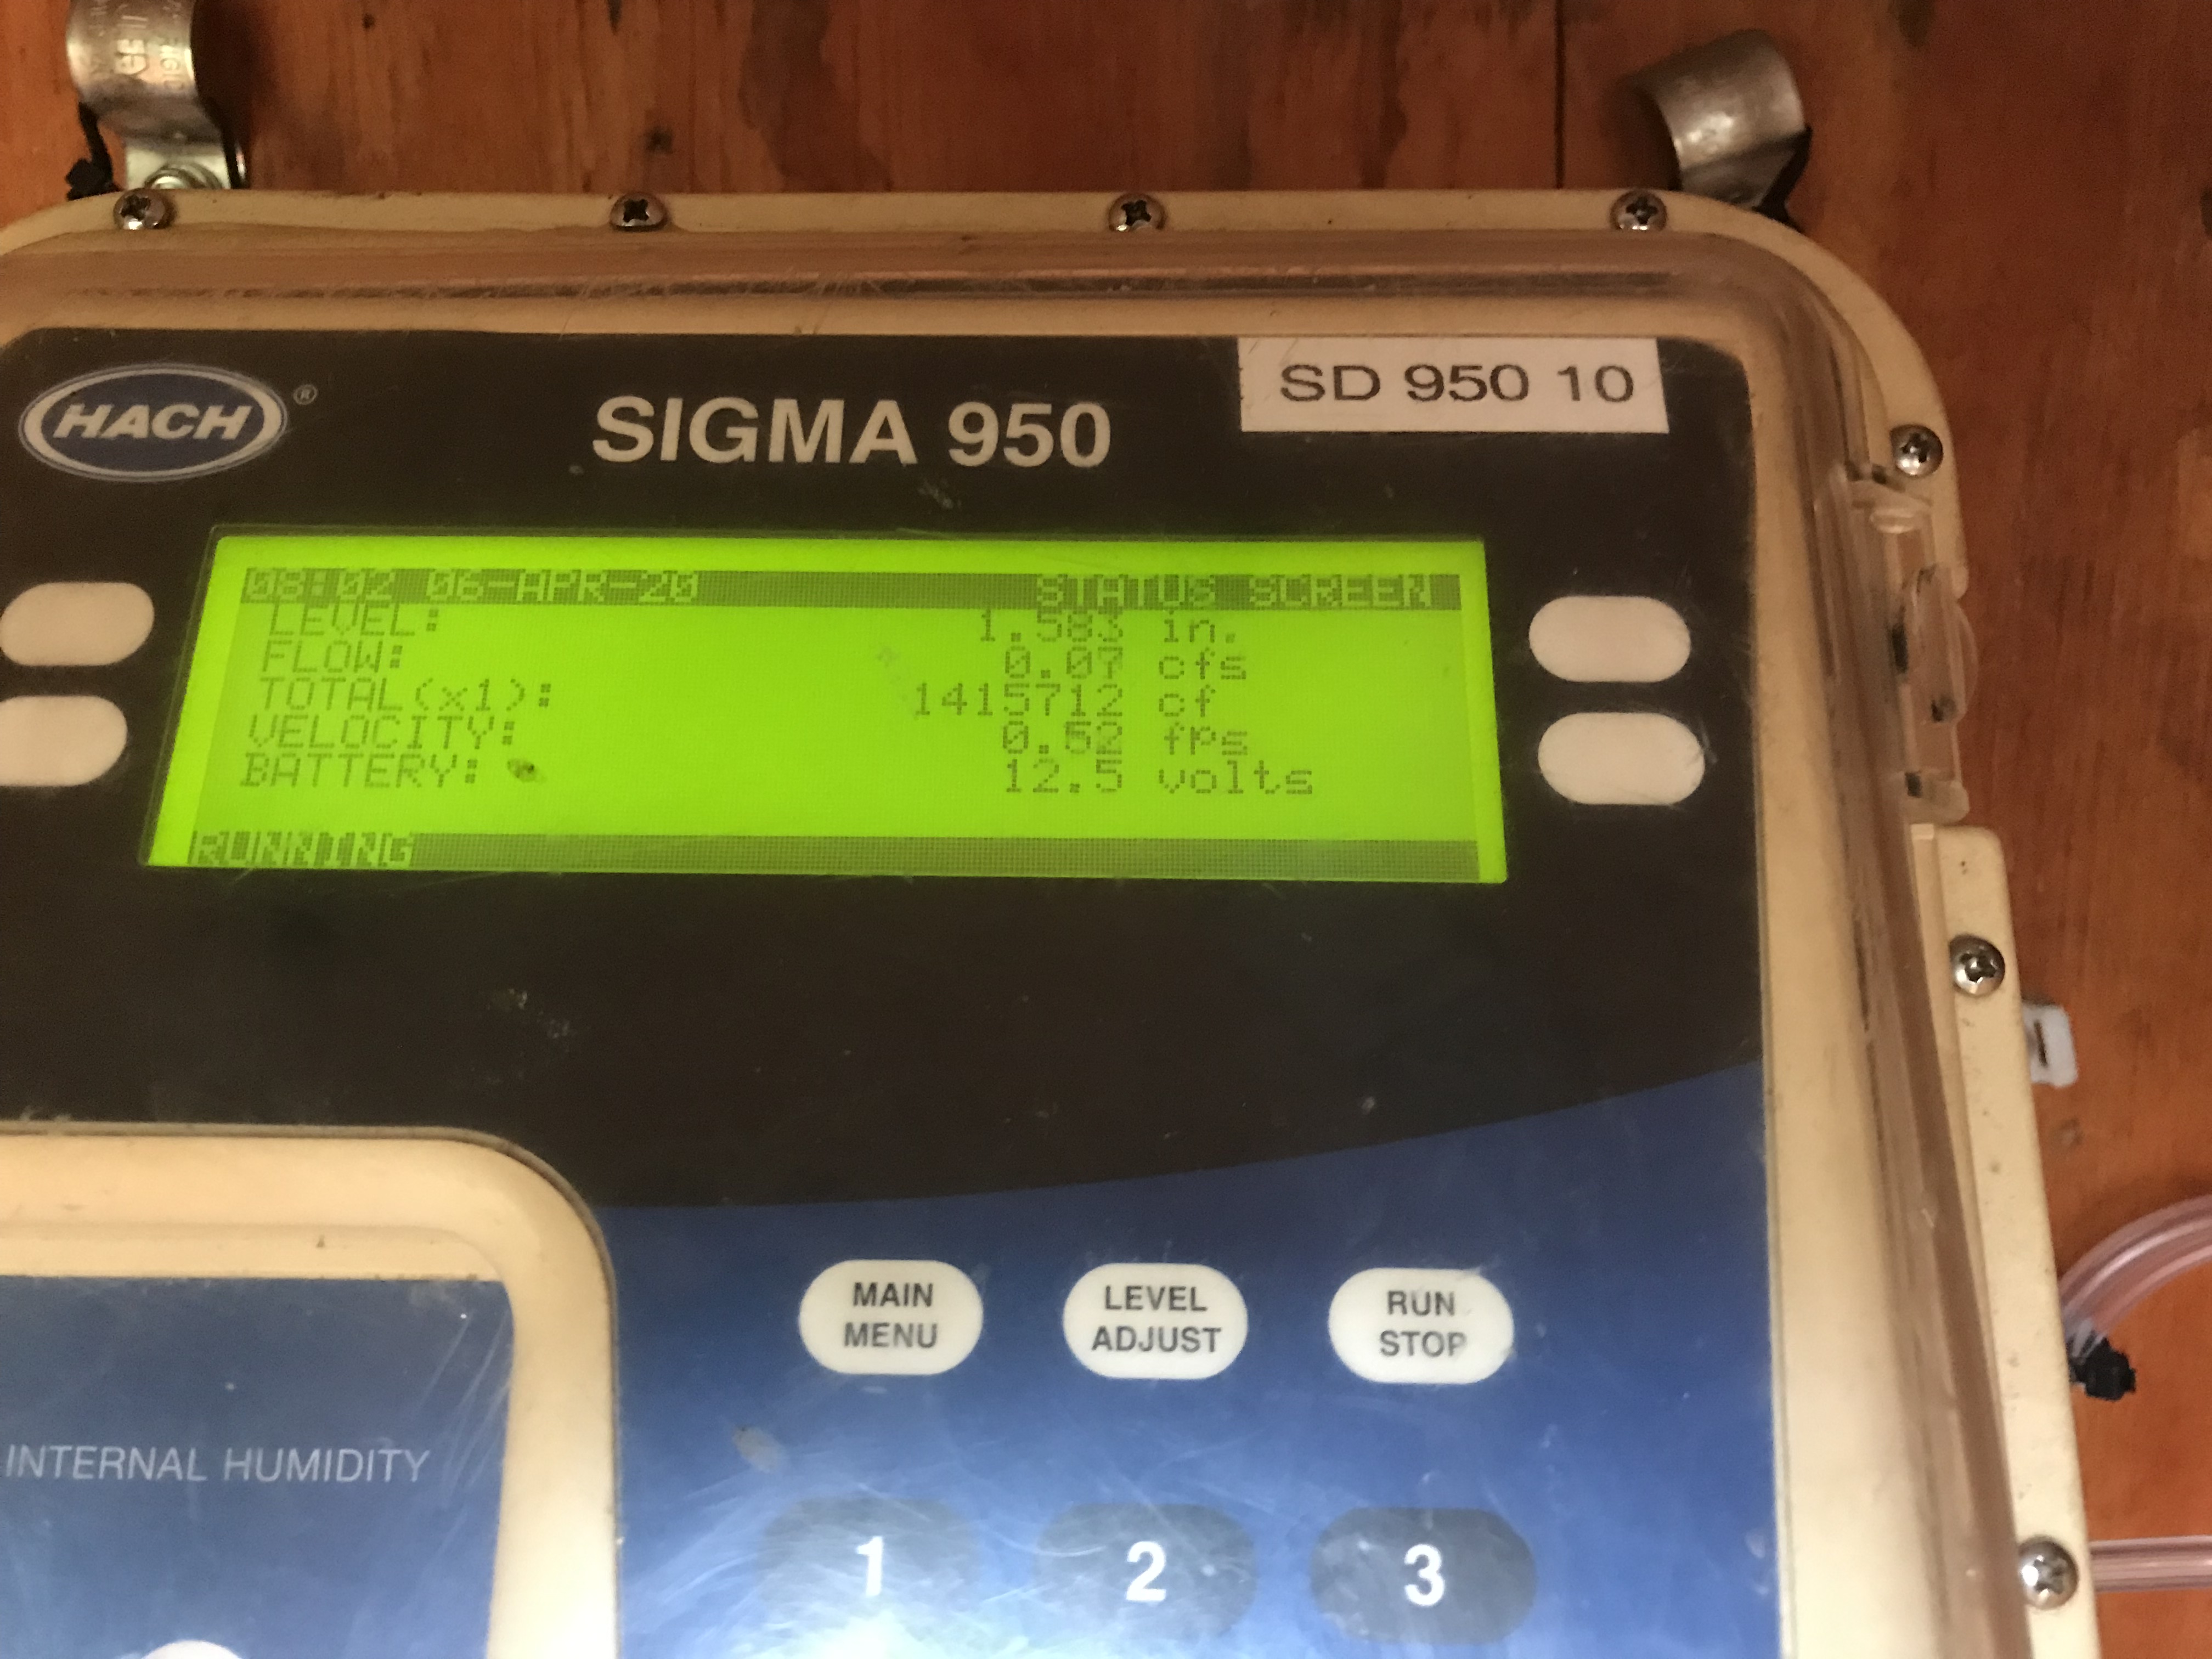 HACH®
SIGMA 950
SD 950 10
08:02 06-APR-20 STATUS SCREEN
LEVEL: 1.583 in.
FLOW: 0.07 cfs
TOTAL(x1): 1415712 cf
VELOCITY: 0.52 fps
BATTERY: 12.5 volts
RUNNING
MAIN MENU
LEVEL ADJUST
RUN STOP
INTERNAL HUMIDITY
1 2 3